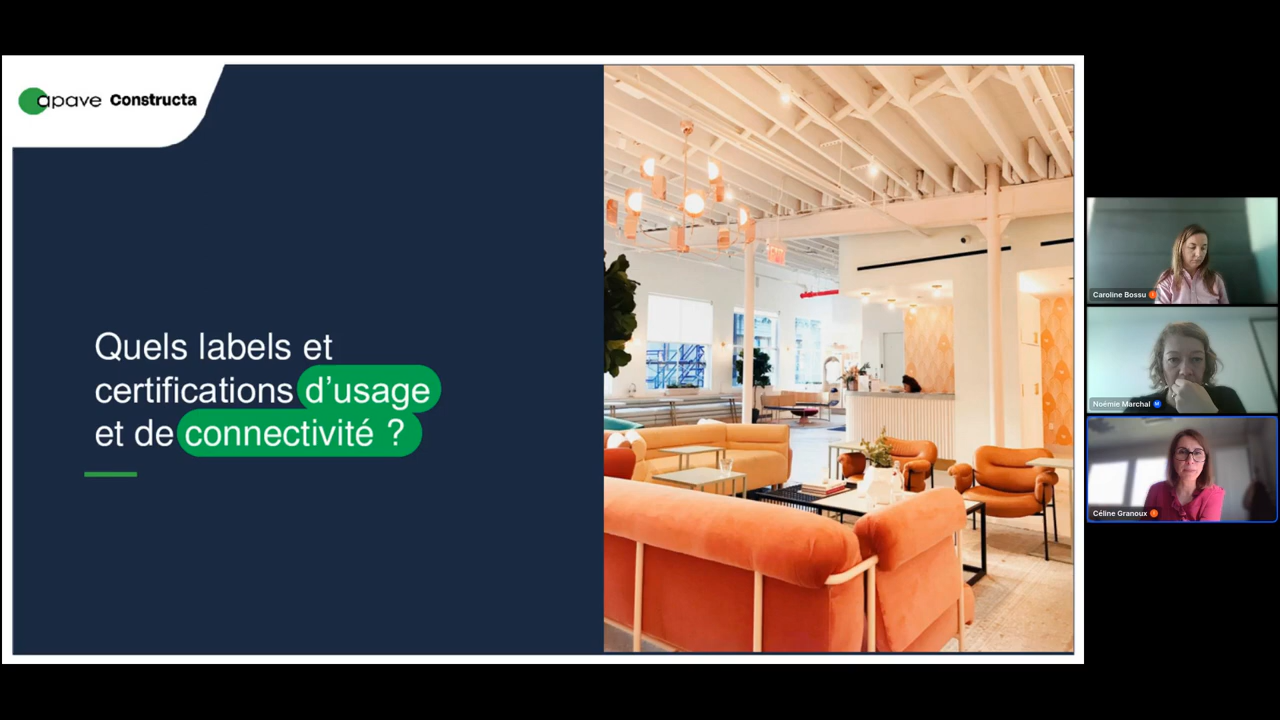 apave Constructa
Quels labels et
certifications d’usage
et de connectivité ?
Caroline Bossu
Noémie Marchal
Céline Granoux